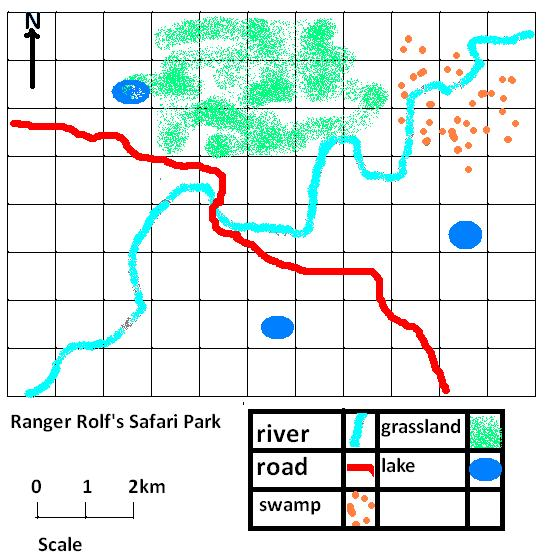 N
Ranger Rolf's Safari Park
river
grassland
road
lake
swamp
0 1 2km
Scale